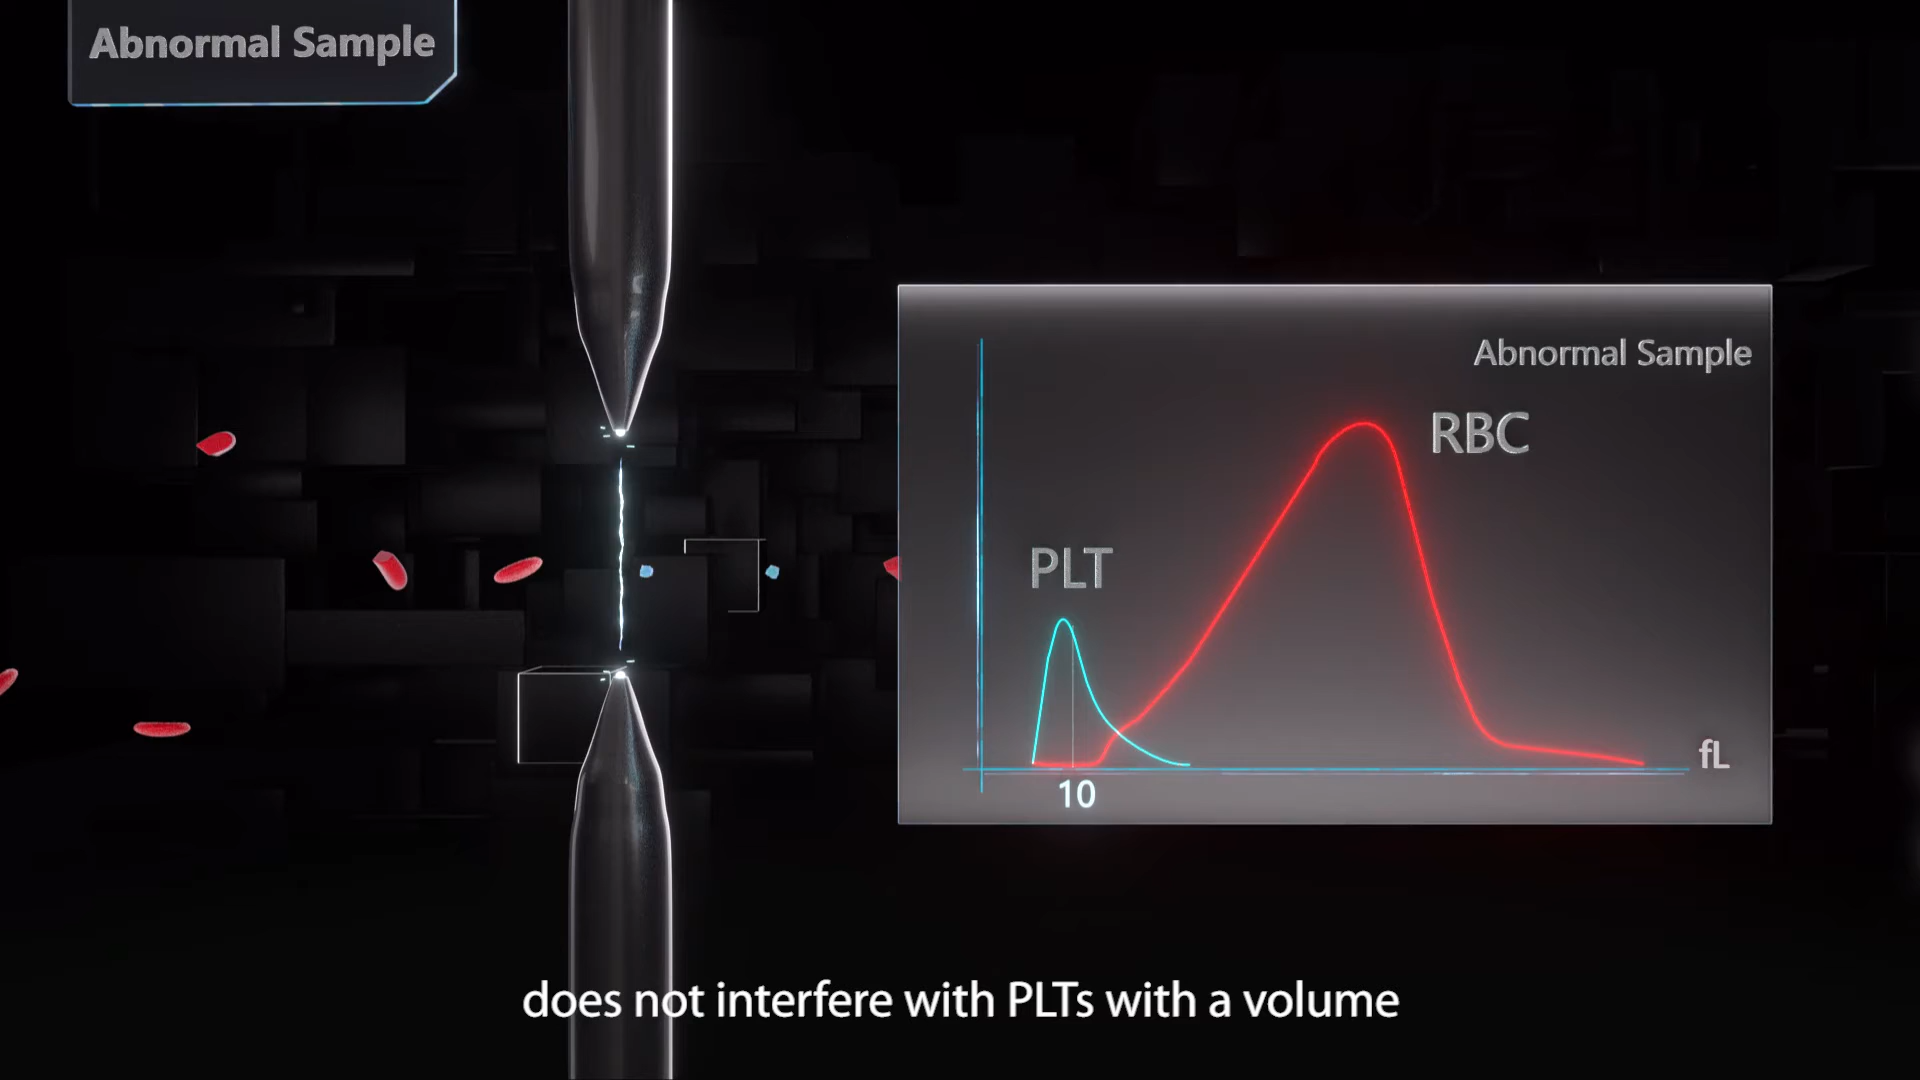 Abnormal Sample
Abnormal Sample
RBC
PLT
fL
10
does not interfere with PLTs with a volume